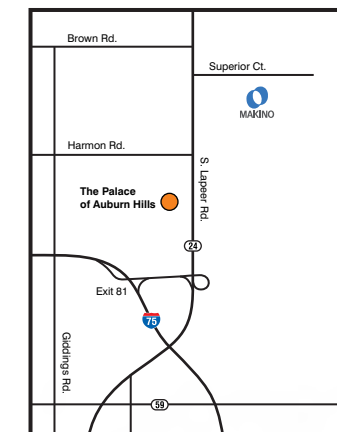 Brown Rd.
Superior Ct.
MAKINO
Harmon Rd.
S. Lapeer Rd.
The Palace
of Auburn Hills
24
Exit 81
75
Giddings Rd.
59